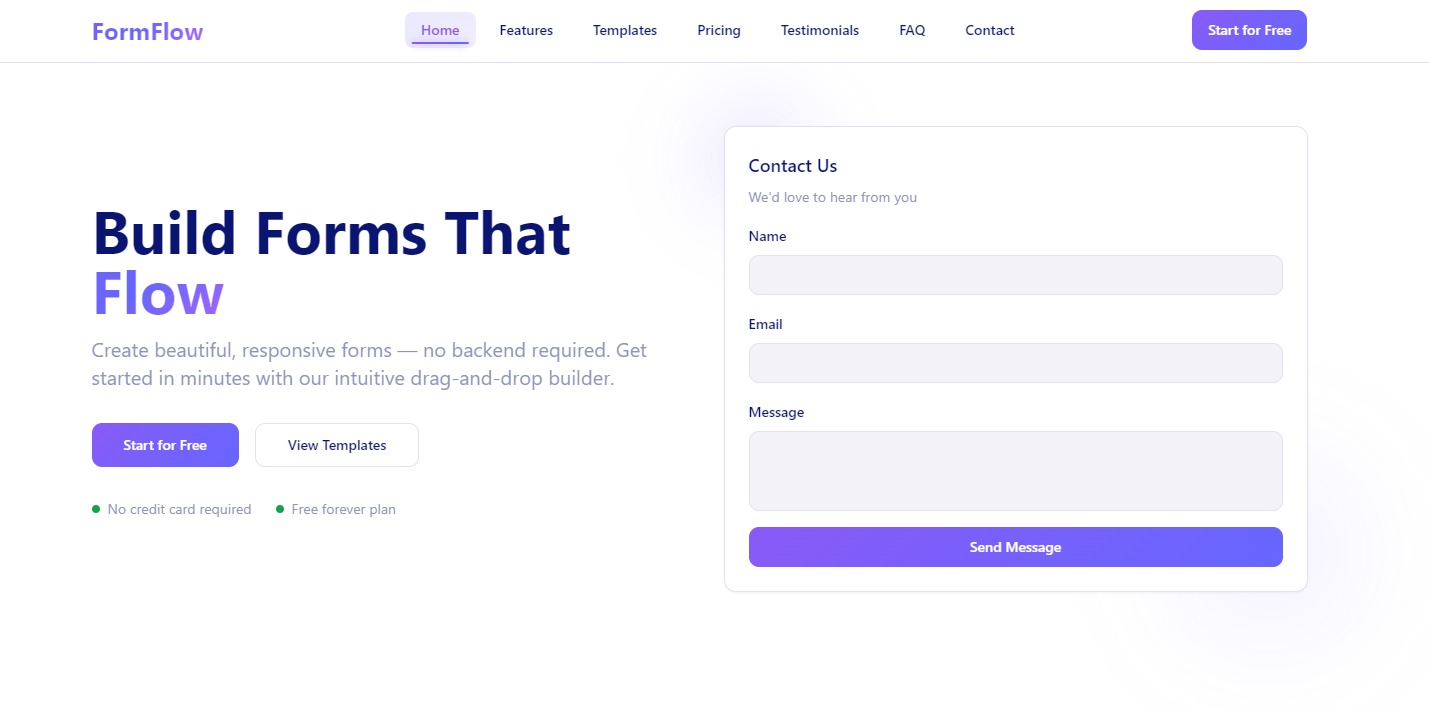 FormFlow
Home
Features
Templates
Pricing
Testimonials
FAQ
Contact
Start for Free
Build Forms That
Flow
Create beautiful, responsive forms — no backend required. Get
started in minutes with our intuitive drag-and-drop builder.
Start for Free
View Templates
No credit card required
Free forever plan
Contact Us
We'd love to hear from you
Name
Email
Message
Send Message